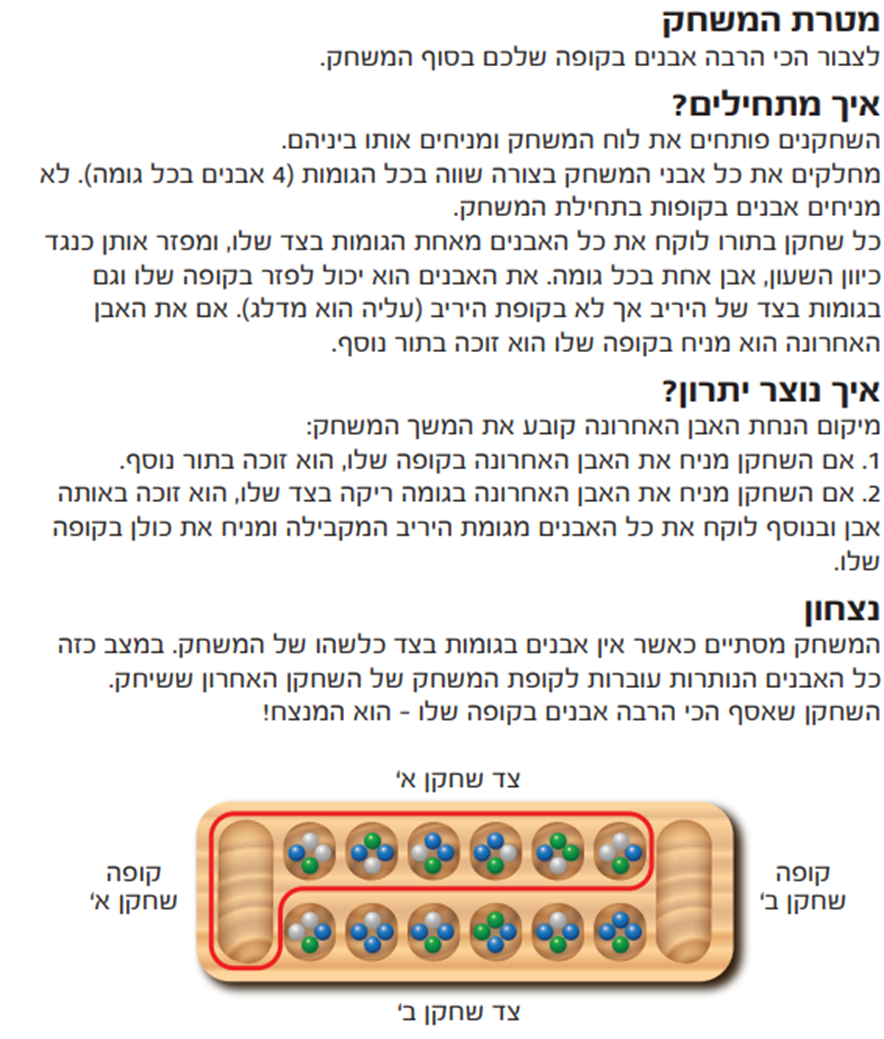 מטרת המשחק
לצבור הכי הרבה אבנים בקופה שלכם בסוף המשחק.
איך מתחילים?
השחקנים פותחים את לוח המשחק ומניחים אותו ביניהם.
מחלקים את כל אבני המשחק בצורה שווה בכל הגומות (4 אבנים בכל גומה). לא
מניחים אבנים בקופות בתחילת המשחק.
כל שחקן בתורו לוקח את כל האבנים מאחת הגומות בצד שלו, ומפזר אותן כנגד
כיוון השעון, אבן אחת בכל גומה. את האבנים הוא יכול לפזר בקופה שלו וגם
בגומות בצד של היריב אך לא בקופת היריב (עליה הוא מדלג). אם את האבן
האחרונה הוא מניח בקופה שלו הוא זוכה בתור נוסף.
איך נוצר יתרון?
מיקום הנחת האבן האחרונה קובע את המשך המשחק:
1. אם השחקן מניח את האבן האחרונה בקופה שלו, הוא זוכה בתור נוסף.
2. אם השחקן מניח את האבן האחרונה בגומה ריקה בצד שלו, הוא זוכה באותה
אבן ובנוסף לוקח את כל האבנים מגומת היריב המקבילה ומניח את כולן בקופה
שלו.
נצחון
המשחק מסתיים כאשר אין אבנים בגומות בצד כלשהו של המשחק. במצב כזה
כל האבנים הנותרות עוברות לקופת המשחק של השחקן האחרון ששיחק.
השחקן שאסף הכי הרבה אבנים בקופה שלו – הוא המנצח!
צד שחקן א'
קופה
שחקן ב'
קופה
שחקן א'
צד שחקן ב'